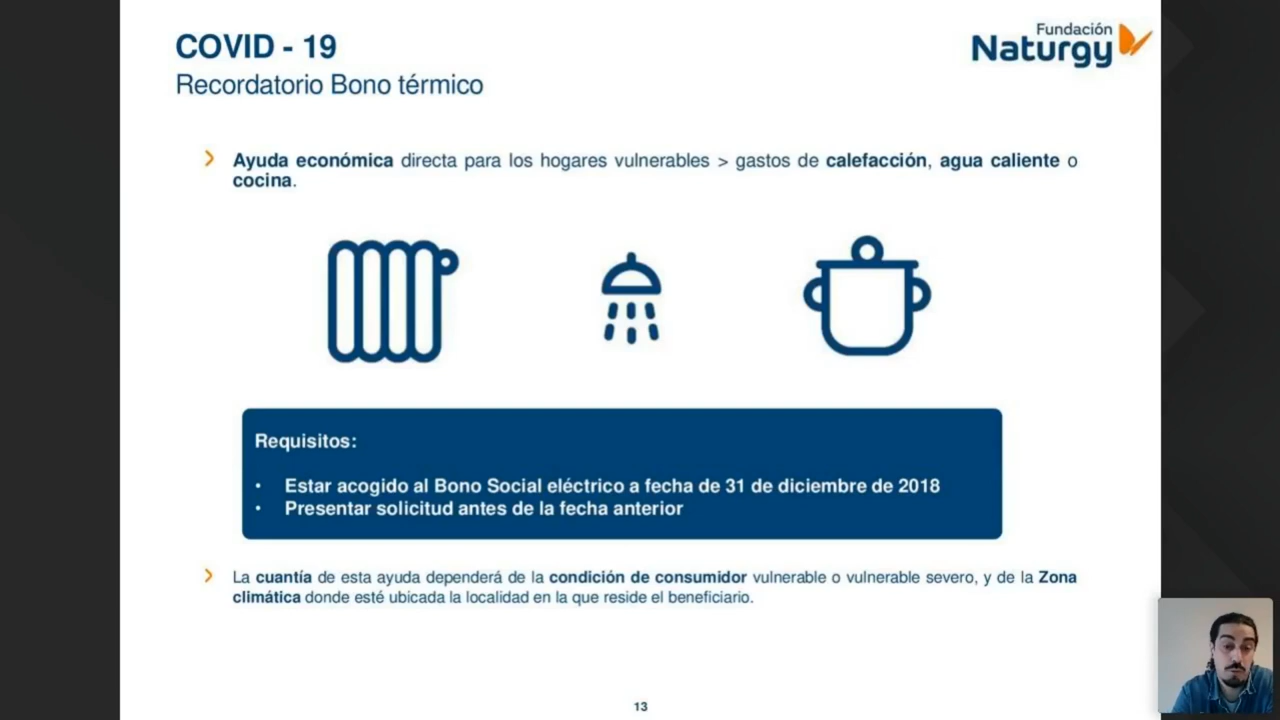 COVID - 19
Recordatorio Bono térmico
Fundación
Naturgy
Ayuda económica directa para los hogares vulnerables > gastos de calefacción, agua caliente o
cocina.
Requisitos:
• Estar acogido al Bono Social eléctrico a fecha de 31 de diciembre de 2018
• Presentar solicitud antes de la fecha anterior
La cuantía de esta ayuda dependerá de la condición de consumidor vulnerable o vulnerable severo, y de la Zona
climática donde esté ubicada la localidad en la que reside el beneficiario.
13